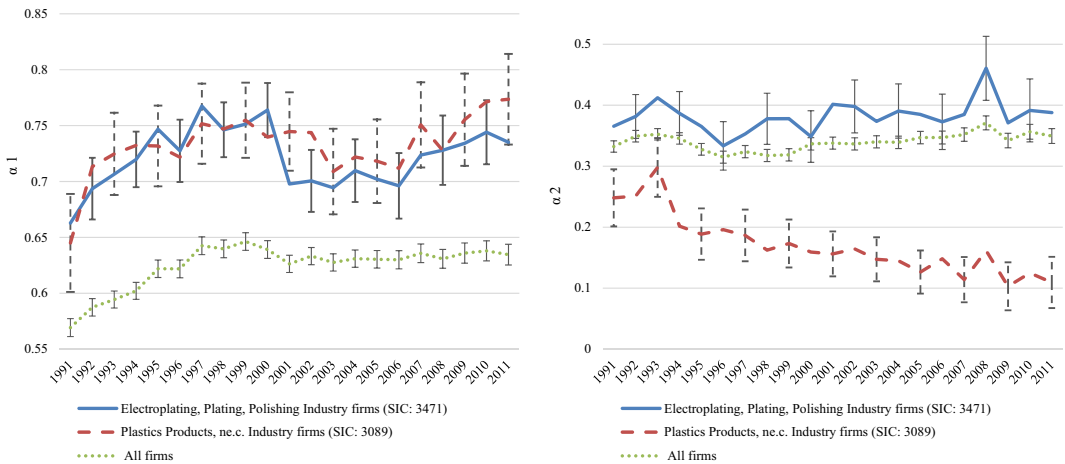 0.85
0.8
0.75
0.7
0.65
0.6
0.55
α 1
1991 1992 1993 1994 1995 1996 1997 1998 1999 2000 2001 2002 2003 2004 2005 2006 2007 2008 2009 2010 2011
Electroplating, Plating, Polishing Industry firms (SIC: 3471)
Plastics Products, ne.c. Industry firms (SIC: 3089)
All firms
0.5
0.4
0.3
0.2
0.1
0
α 2
1991 1992 1993 1994 1995 1996 1997 1998 1999 2000 2001 2002 2003 2004 2005 2006 2007 2008 2009 2010 2011
Electroplating, Plating, Polishing Industry firms (SIC: 3471)
Plastics Products, ne.c. Industry firms (SIC: 3089)
All firms